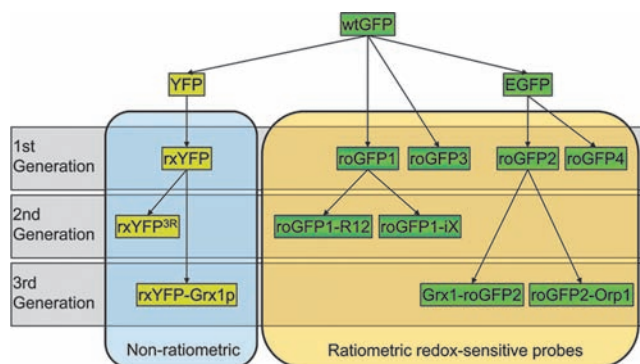 wtGFP
YFP
EGFP
1st
Generation
rxYFP
roGFP1
roGFP3
roGFP2
roGFP4
2nd
Generation
rxYFP3R
roGFP1-R12
roGFP1-iX
3rd
Generation
rxYFP-Grx1p
Grx1-roGFP2
roGFP2-Orp1
Non-ratiometric
Ratiometric redox-sensitive probes